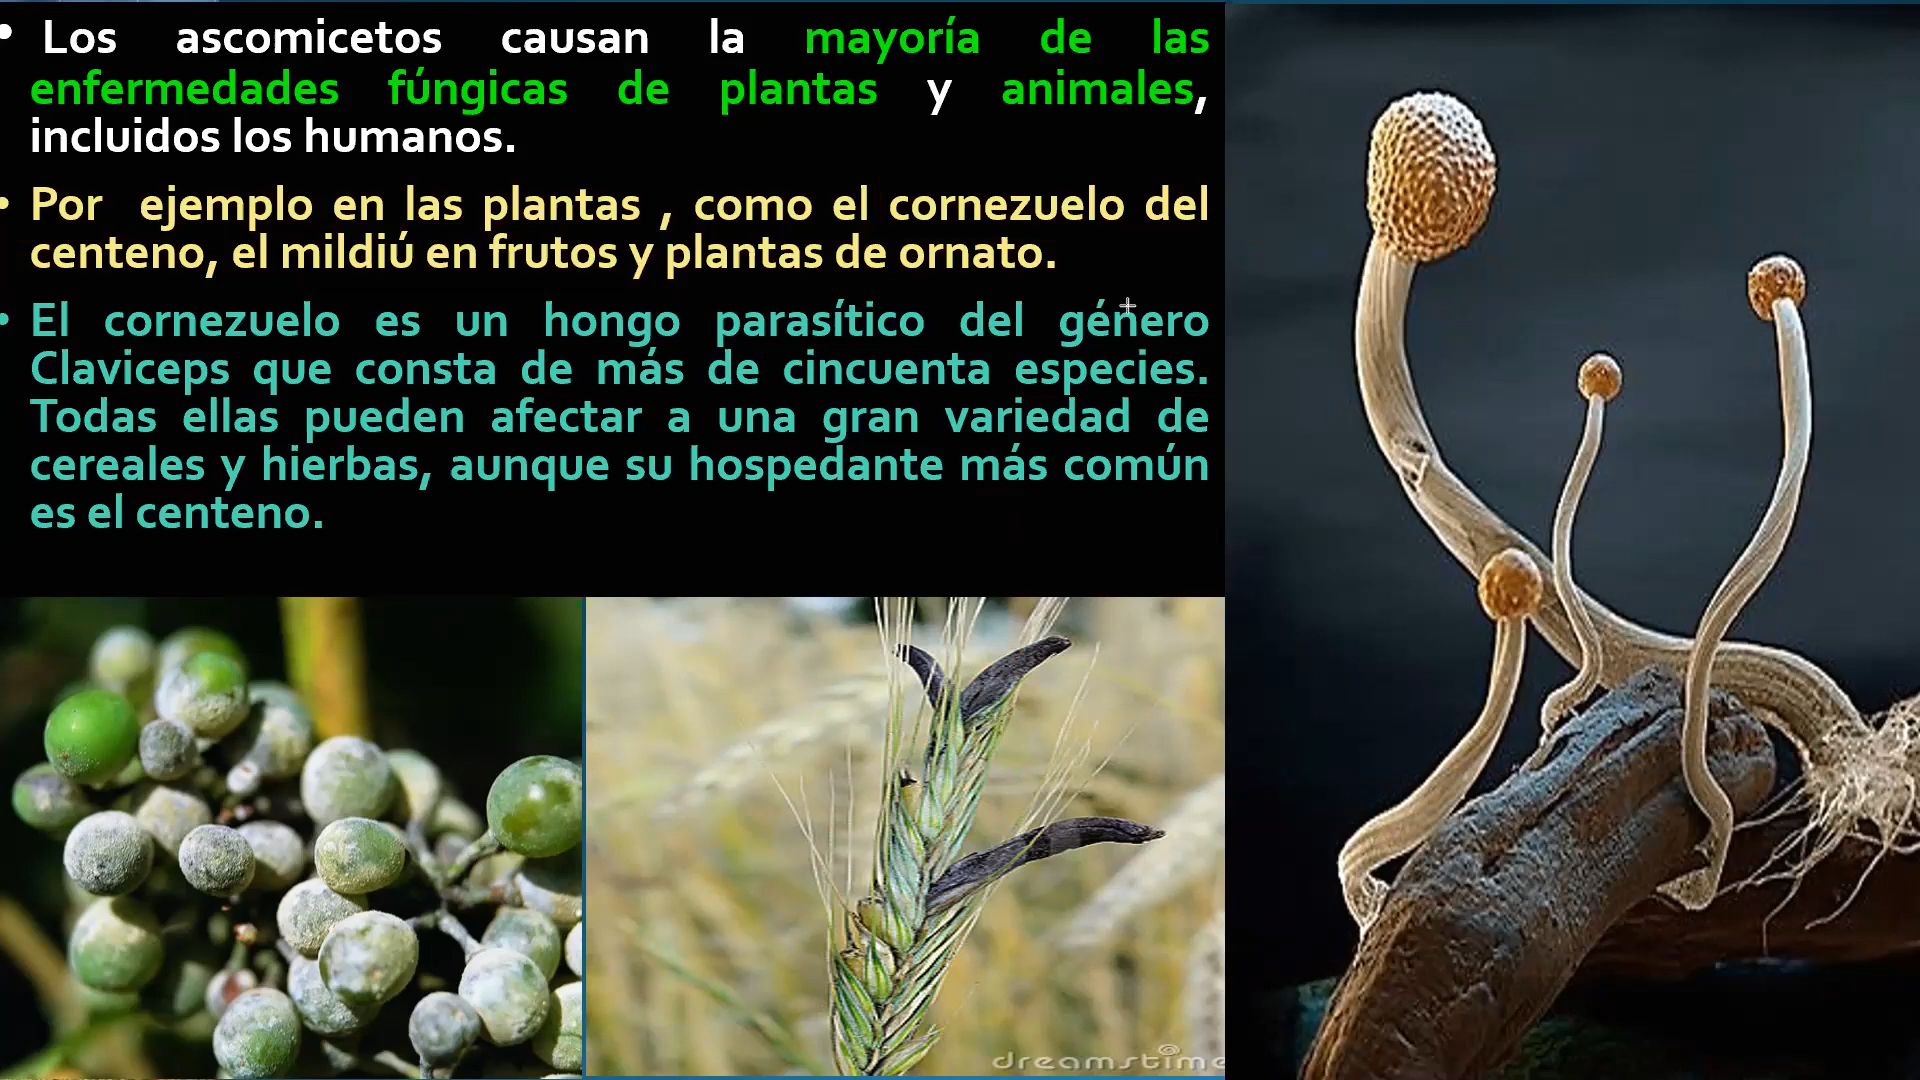 • Los ascomicetos causan la mayoría de las
enfermedades fúngicas de plantas y animales,
incluidos los humanos.
• Por ejemplo en las plantas , como el cornezuelo del
centeno, el mildiú en frutos y plantas de ornato.
• El cornezuelo es un hongo parasítico del género
Claviceps que consta de más de cincuenta especies.
Todas ellas pueden afectar a una gran variedad de
cereales y hierbas, aunque su hospedante más común
es el centeno.
dreamstime